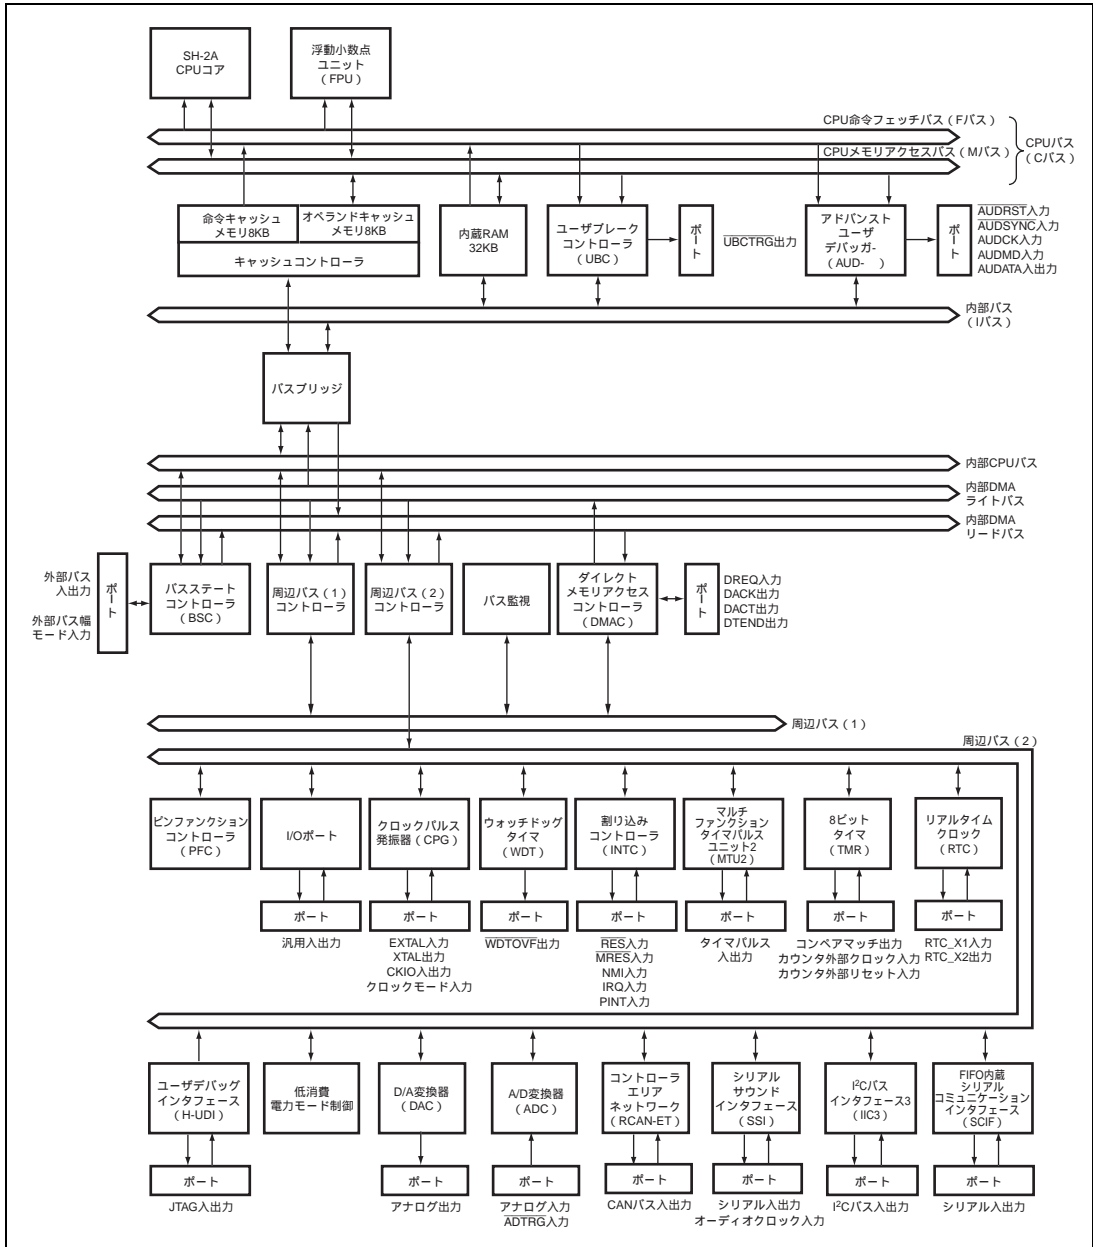 SH-2A
CPUコア
浮動小数点
ユニット
（FPU）
CPU命令フェッチバス（Fバス）
CPUメモリアクセスバス（Mバス）
CPUバス
（Cバス）
命令キャッシュ
メモリ8KB
オペランドキャッシュ
メモリ8KB
キャッシュコントローラ
内蔵RAM
32KB
ユーザブレーク
コントローラ
（UBC）
ポート
UBCTRG出力
アドバンスト
ユーザ
デバッガ-
（AUD-　）
ポート
AUDRST入力
AUDSYNC入力
AUDCK入力
AUDMD入力
AUDATA入出力
内部バス
（Iバス）
バスブリッジ
内部CPUバス
内部DMA
ライトバス
内部DMA
リードバス
外部バス
入出力
外部バス幅
モード入力
ポート
バスステート
コントローラ
（BSC）
周辺バス（1）
コントローラ
周辺バス（2）
コントローラ
バス監視
ダイレクト
メモリアクセス
コントローラ
（DMAC）
ポート
DREQ入力
DACK出力
DACT出力
DTEND出力
周辺バス（1）
周辺バス（2）
ピンファンクション
コントローラ
（PFC）
I/Oポート
クロックパルス
発振器（CPG）
ウォッチドッグ
タイマ
（WDT）
割り込み
コントローラ
（INTC）
マルチ
ファンクション
タイマパルス
ユニット2
（MTU2）
8ビット
タイマ
（TMR）
リアルタイム
クロック
（RTC）
ポート
ポート
ポート
ポート
ポート
ポート
ポート
汎用入出力
EXTAL入力
XTAL出力
CKIO入出力
クロックモード入力
WDTOVF出力
RES入力
MRES入力
NMI入力
IRQ入力
PINT入力
タイマパルス
入出力
コンペアマッチ出力
カウンタ外部クロック入力
カウンタ外部リセット入力
RTC_X1入力
RTC_X2出力
ユーザデバッグ
インタフェース
（H-UDI）
低消費
電力モード制御
D/A変換器
（DAC）
A/D変換器
（ADC）
コントローラ
エリア
ネットワーク
（RCAN-ET）
シリアル
サウンド
インタフェース
（SSI）
I²Cバス
インタフェース3
（IIC3）
FIFO内蔵
シリアル
コミュニケーション
インタフェース
（SCIF）
ポート
ポート
ポート
ポート
ポート
ポート
ポート
JTAG入出力
アナログ出力
アナログ入力
ADTRG入力
CANバス入出力
シリアル入出力
オーディオクロック入力
I²Cバス入出力
シリアル入出力